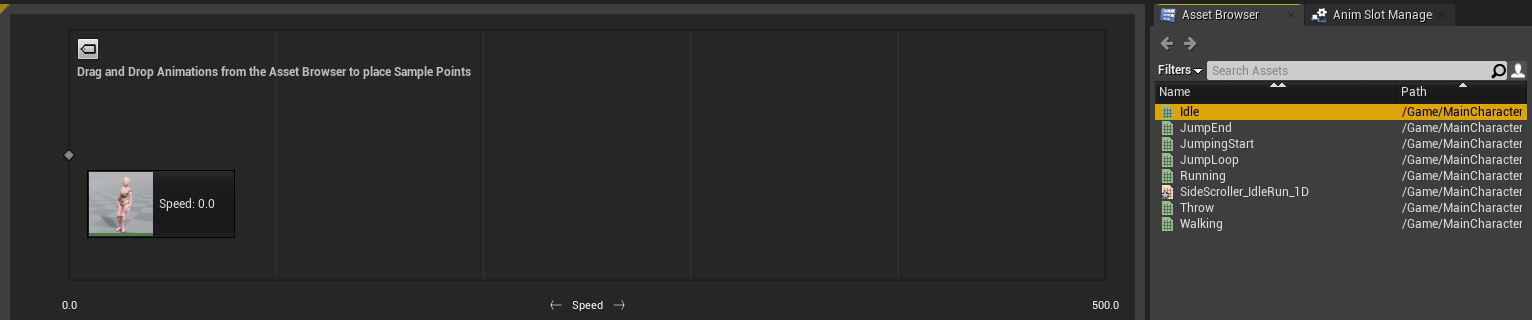 Asset Browser
Anim Slot Manage
Drag and Drop Animations from the Asset Browser to place Sample Points
Speed: 0.0
0.0
Speed
500.0
Filters
Search Assets
Name Path
Idle /Game/MainCharacter
JumpEnd /Game/MainCharacter
JumpingStart /Game/MainCharacter
JumpLoop /Game/MainCharacter
Running /Game/MainCharacter
SideScroller_IdleRun_1D /Game/MainCharacter
Throw /Game/MainCharacter
Walking /Game/MainCharacter